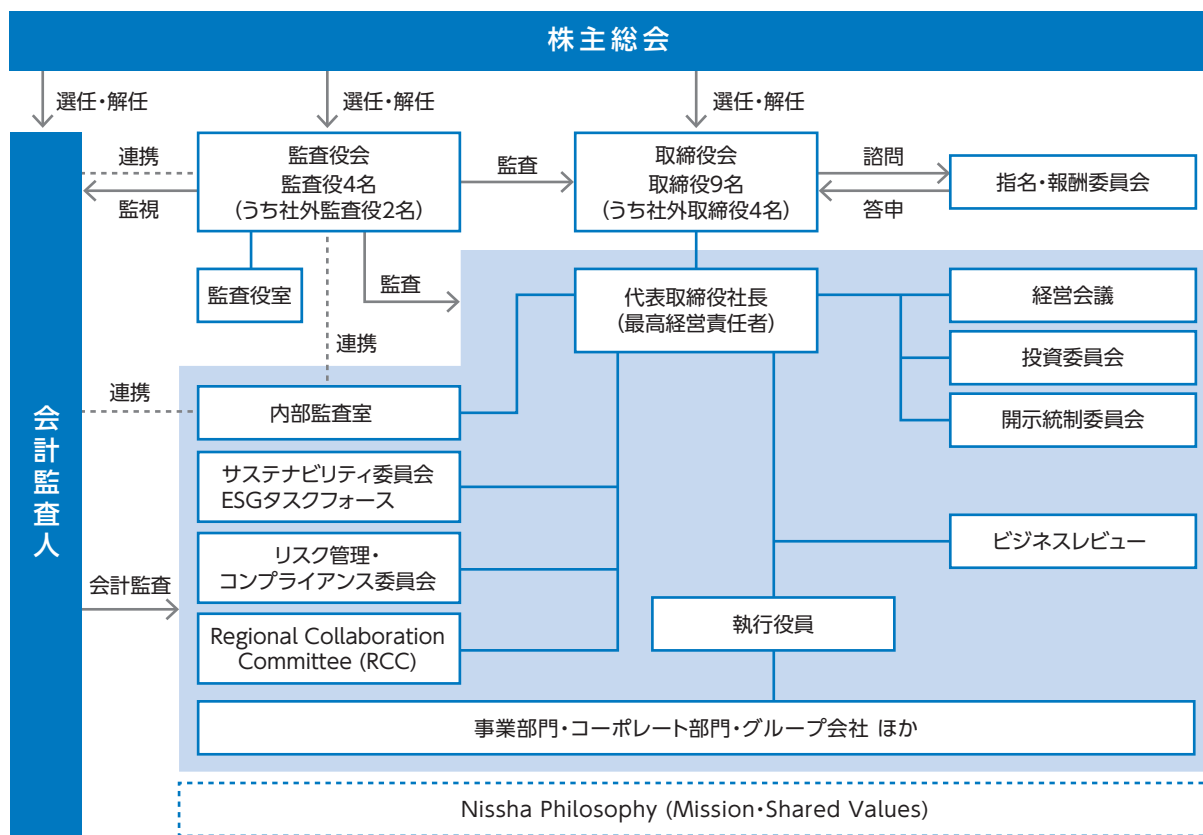 株主総会
選任・解任
選任・解任
選任・解任
会計監査人
連携
監視
監査役会
監査役4名
(うち社外監査役2名)
監査
取締役会
取締役9名
(うち社外取締役4名)
諮問
答申
指名・報酬委員会
監査役室
監査
連携
代表取締役社長
(最高経営責任者)
経営会議
投資委員会
開示統制委員会
連携
内部監査室
サステナビリティ委員会
ESGタスクフォース
リスク管理・
コンプライアンス委員会
ビジネスレビュー
会計監査
Regional Collaboration
Committee (RCC)
執行役員
事業部門・コーポレート部門・グループ会社 ほか
Nissha Philosophy (Mission・Shared Values)